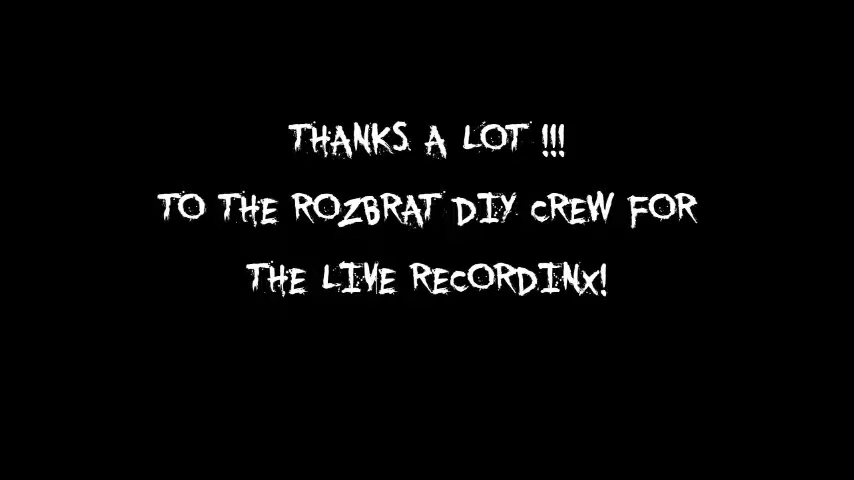 THANKS A LOT !!!
TO THE ROZBRAT DIY CREW FOR
THE LIVE RECORDINX!